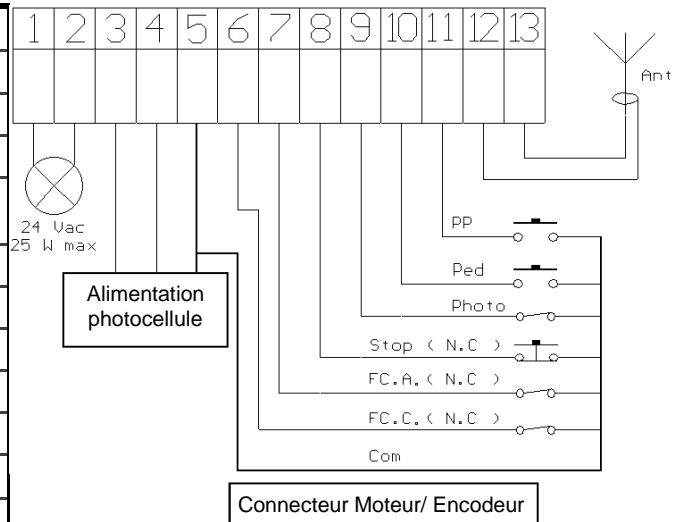 1 2 3 4 5 6 7 8 9 10 11 12 13
Ant
24 Vac
25 W max
PP
Ped
Alimentation
photocellule
Photo
Stop ( N.C )
FC.A. ( N.C )
FC.C. ( N.C )
Com
Connecteur Moteur/ Encodeur